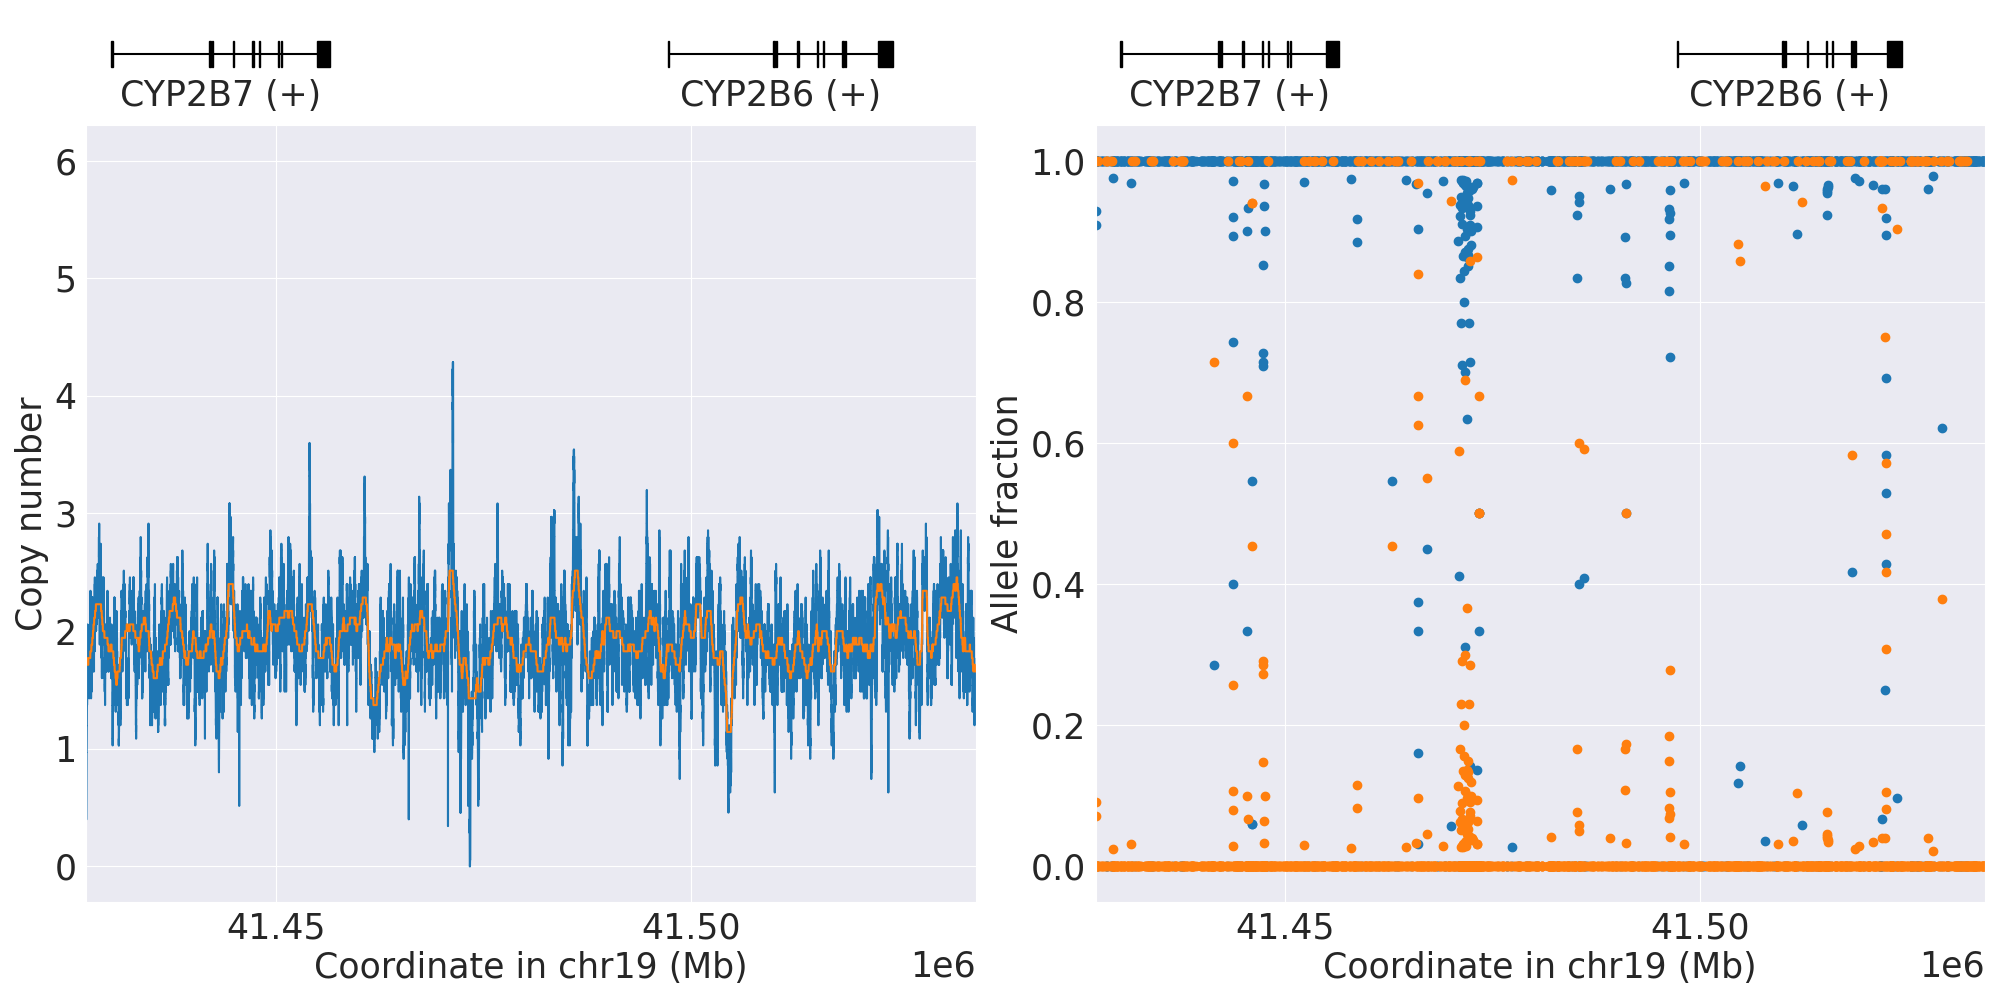 CYP2B7 (+)
CYP2B6 (+)
6
5
4
3
2
1
0
Copy number
41.45
41.50
Coordinate in chr19 (Mb)
1e6
CYP2B7 (+)
CYP2B6 (+)
1.0
0.8
0.6
0.4
0.2
0.0
Allele fraction
41.45
41.50
Coordinate in chr19 (Mb)
1e6